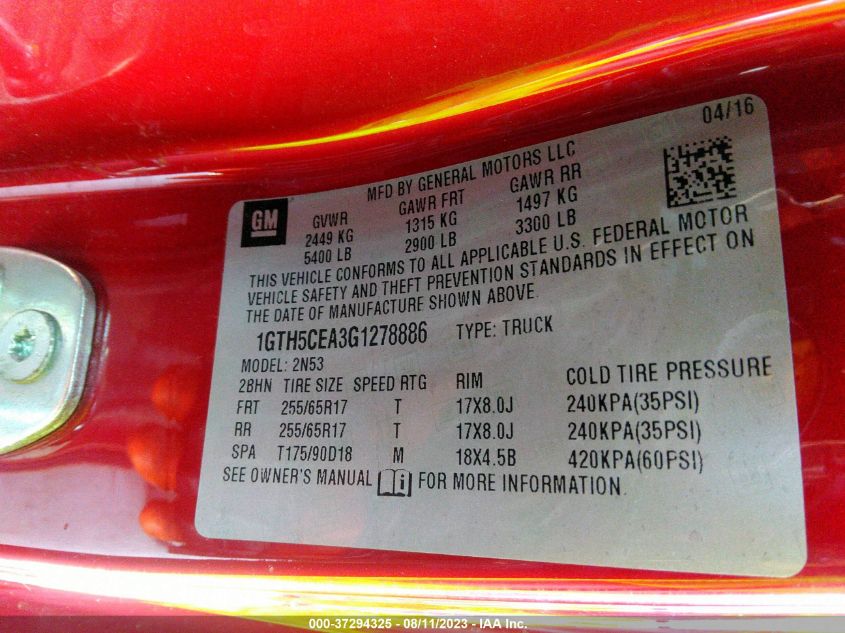 04/16
MFD BY GENERAL MOTORS LLC
GM
GVWR GAWR FRT GAWR RR
2449 KG 1315 KG 1497 KG
5400 LB 2900 LB 3300 LB
THIS VEHICLE CONFORMS TO ALL APPLICABLE U.S. FEDERAL MOTOR
VEHICLE SAFETY AND THEFT PREVENTION STANDARDS IN EFFECT ON
THE DATE OF MANUFACTURE SHOWN ABOVE.
1GTH5CEA3G1278886 TYPE: TRUCK
MODEL: 2N53
2BHN TIRE SIZE SPEED RTG RIM COLD TIRE PRESSURE
FRT 255/65R17 T 17X8.0J 240KPA(35PSI)
RR 255/65R17 T 17X8.0J 240KPA(35PSI)
SPA T175/90D18 M 18X4.5B 420KPA(60PSI)
SEE OWNER'S MANUAL i FOR MORE INFORMATION.
000-37294325 - 08/11/2023 - IAA Inc.